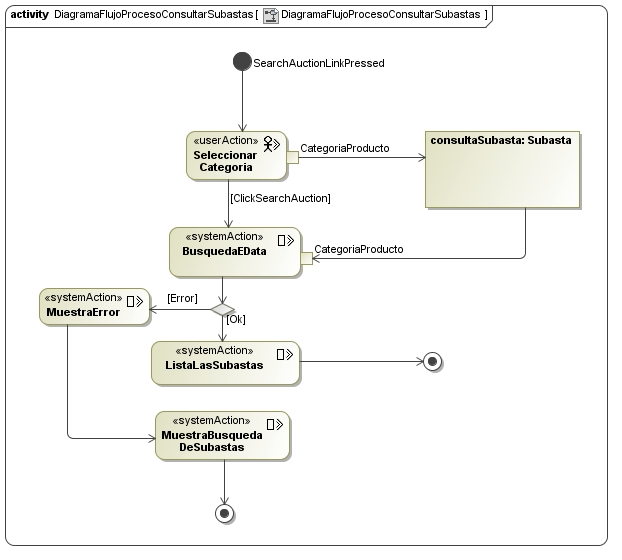 activity DiagramaFlujoProcesoConsultarSubastas [ DiagramaFlujoProcesoConsultarSubastas ]
SearchAuctionLinkPressed
«userAction»
Seleccionar
Categoria
CategoriaProducto
consultaSubasta: Subasta
[ClickSearchAuction]
«systemAction»
BusquedaEData
CategoriaProducto
[Error]
[Ok]
«systemAction»
MuestraError
«systemAction»
ListaLasSubastas
«systemAction»
MuestraBusqueda
DeSubastas